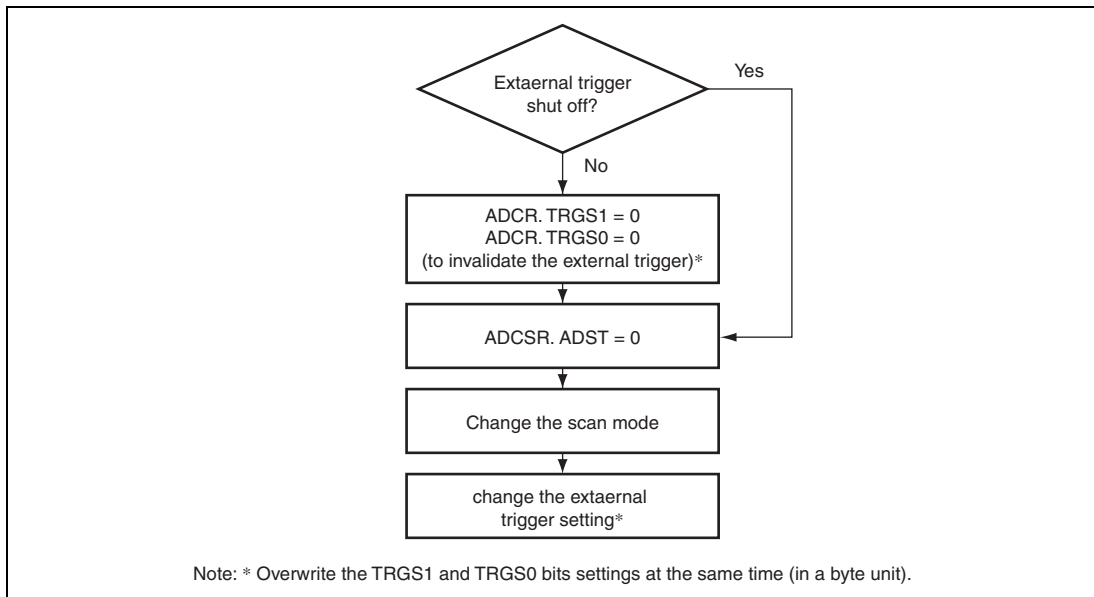 Extaernal trigger
shut off?
Yes
No
ADCR. TRGS1 = 0
ADCR. TRGS0 = 0
(to invalidate the external trigger)*
ADCSR. ADST = 0
Change the scan mode
change the extaernal
trigger setting*
Note: * Overwrite the TRGS1 and TRGS0 bits settings at the same time (in a byte unit).